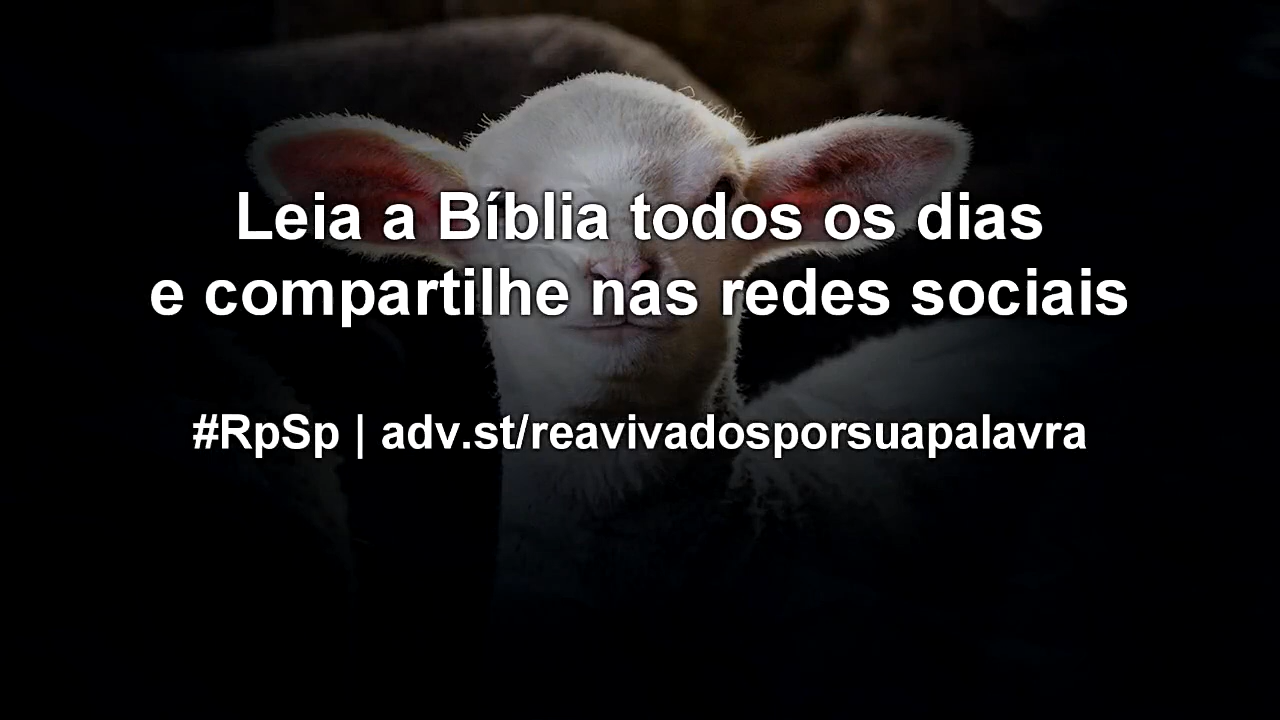 Leia a Bíblia todos os dias
e compartilhe nas redes sociais
#RpSp | adv.st/reavivadosporsuapalavra